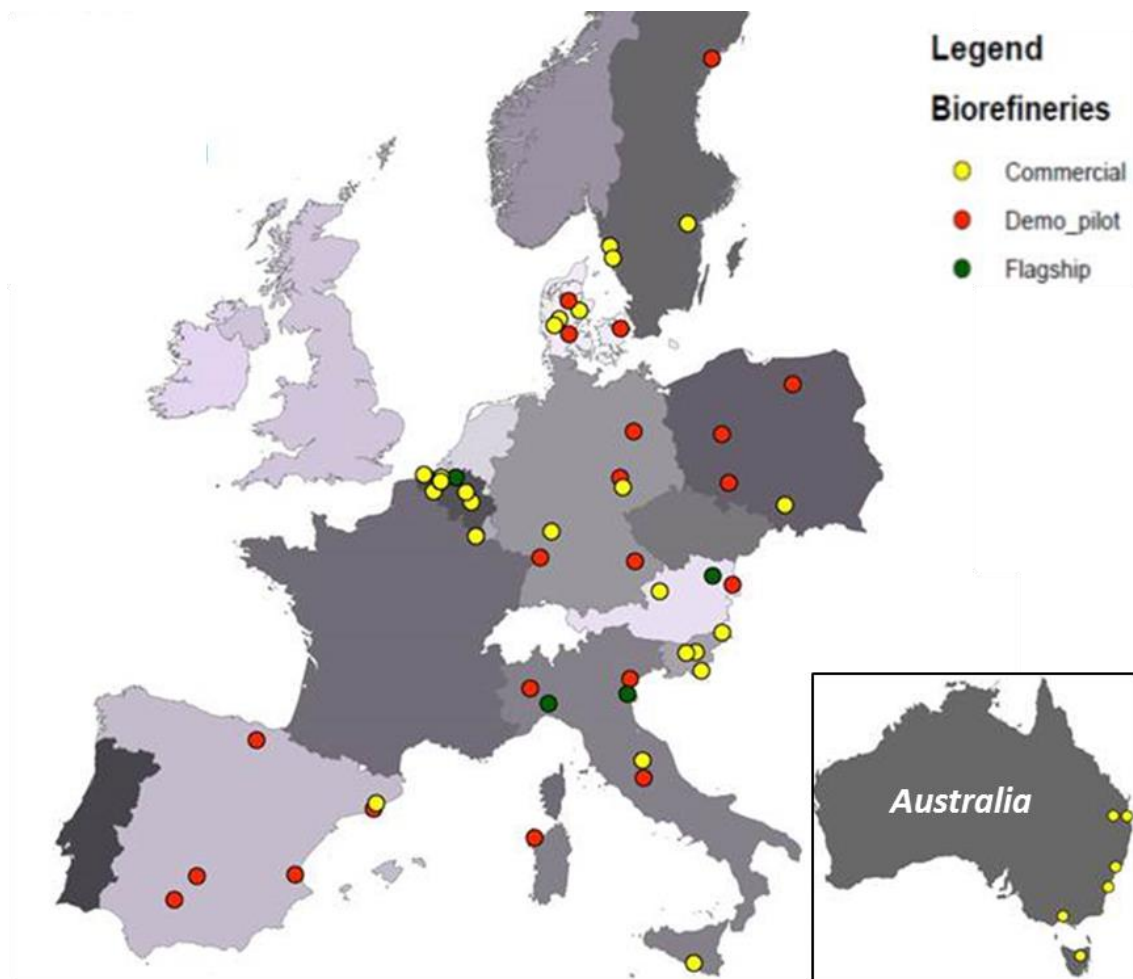 Legend
Biorefineries
Commercial
Demo_pilot
Flagship
Australia